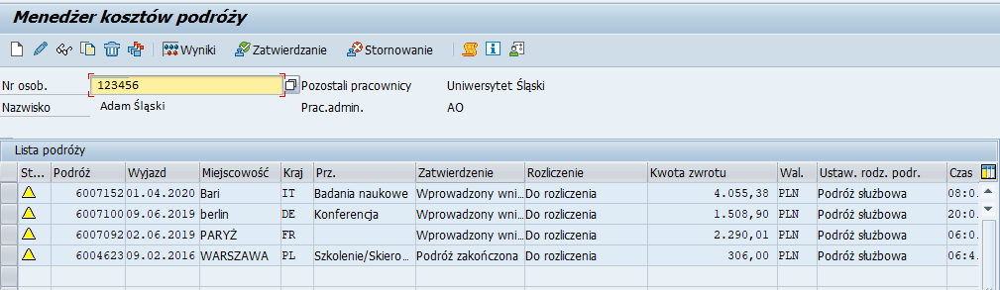 Menedżer kosztów podróży
Wyniki Zatwierdzanie Stornowanie
Nr osob. 123456 Pozostali pracownicy Uniwersytet Śląski
Nazwisko Adam Śląski Prac.admin. AO
Lista podróży
St... Podróż Wyjazd Miejscowość Kraj Prz. Zatwierdzenie Rozliczenie Kwota zwrotu Wal. Ustaw. rodz. podr. Czas
6007152 01.04.2020 Bari IT Badania naukowe Wprowadzony wni... Do rozliczenia 4.055,38 PLN Podróż służbowa 08:0.
6007100 09.06.2019 berlin DE Konferencja Wprowadzony wni... Do rozliczenia 1.508,90 PLN Podróż służbowa 20:0.
6007092 02.06.2019 PARYŻ FR Wprowadzony wni... Do rozliczenia 2.290,01 PLN Podróż służbowa 06:0.
6004623 09.02.2016 WARSZAWA PL Szkolenie/Skiero... Podróż zakończona Do rozliczenia 306,00 PLN Podróż służbowa 06:4.